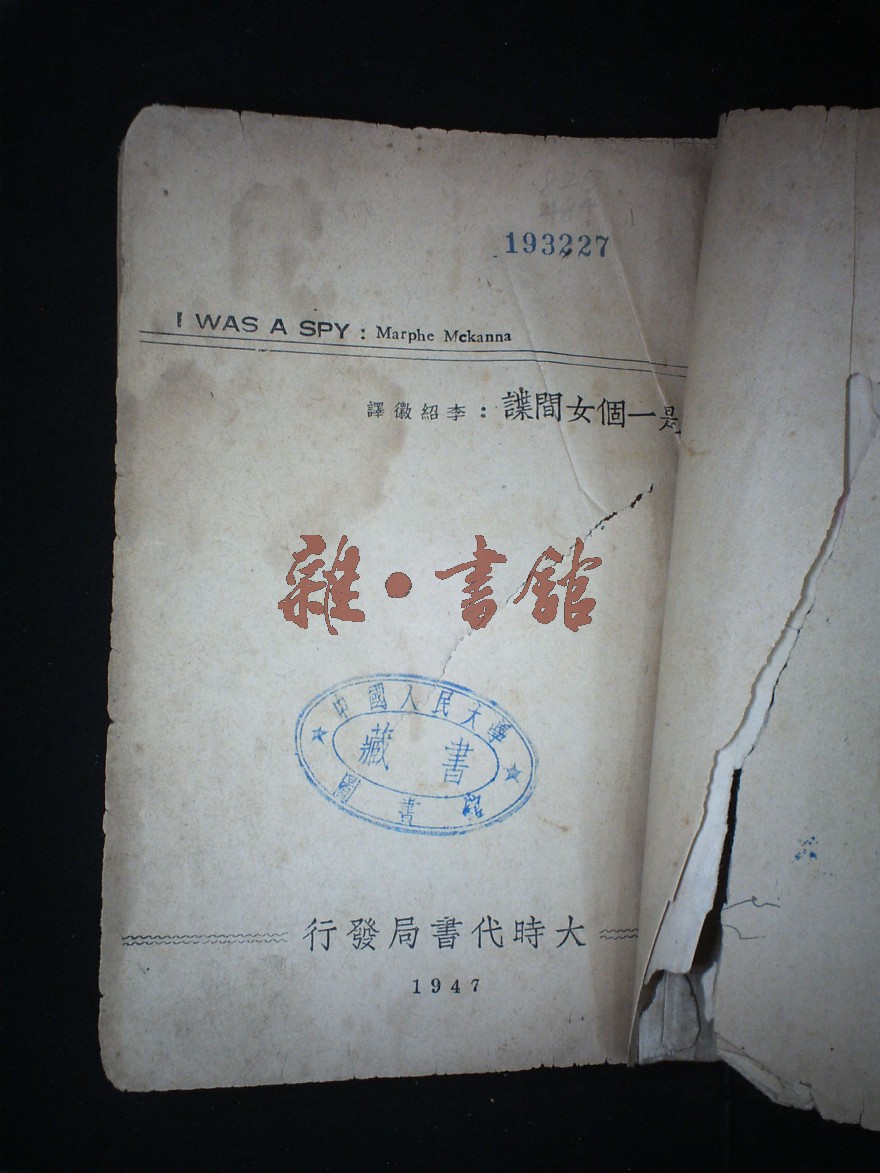 193227
I WAS A SPY : Marphe Mckanna
是一個女間諜：李紹徽譯
雜·書館
中國人民大學
藏書
圖書館
大時代書局發行
1947